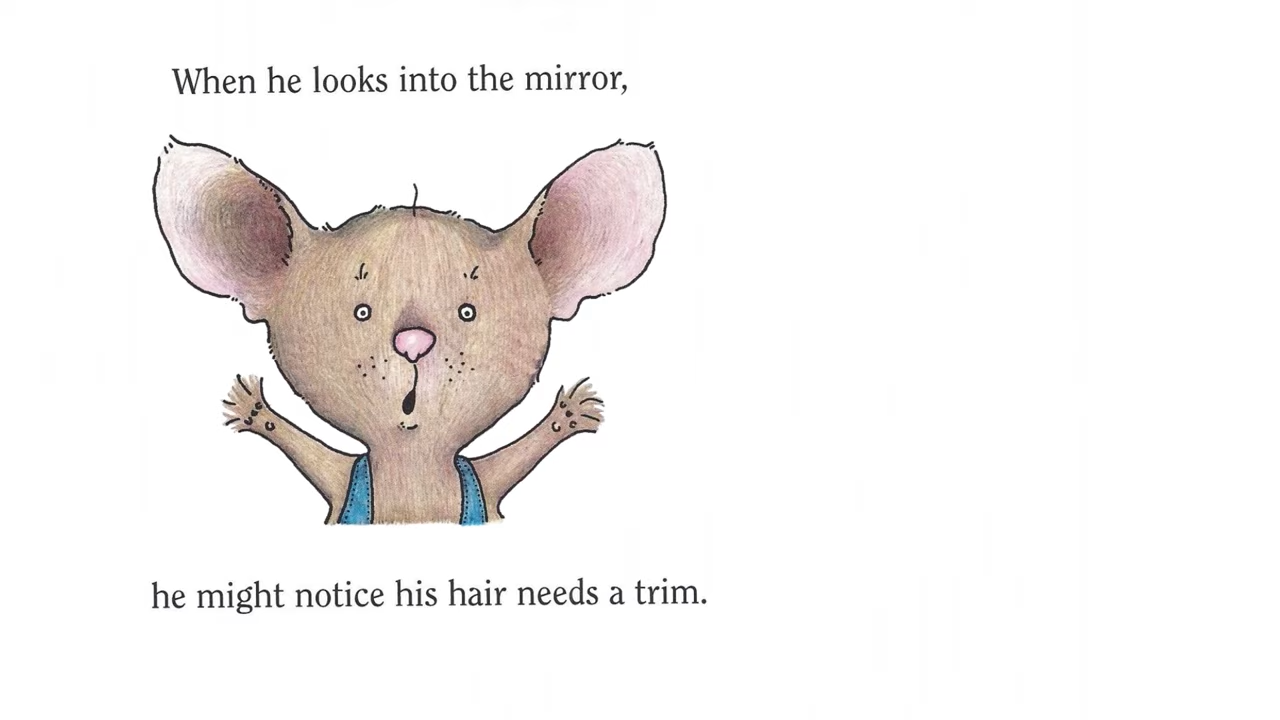 When he looks into the mirror,
he might notice his hair needs a trim.